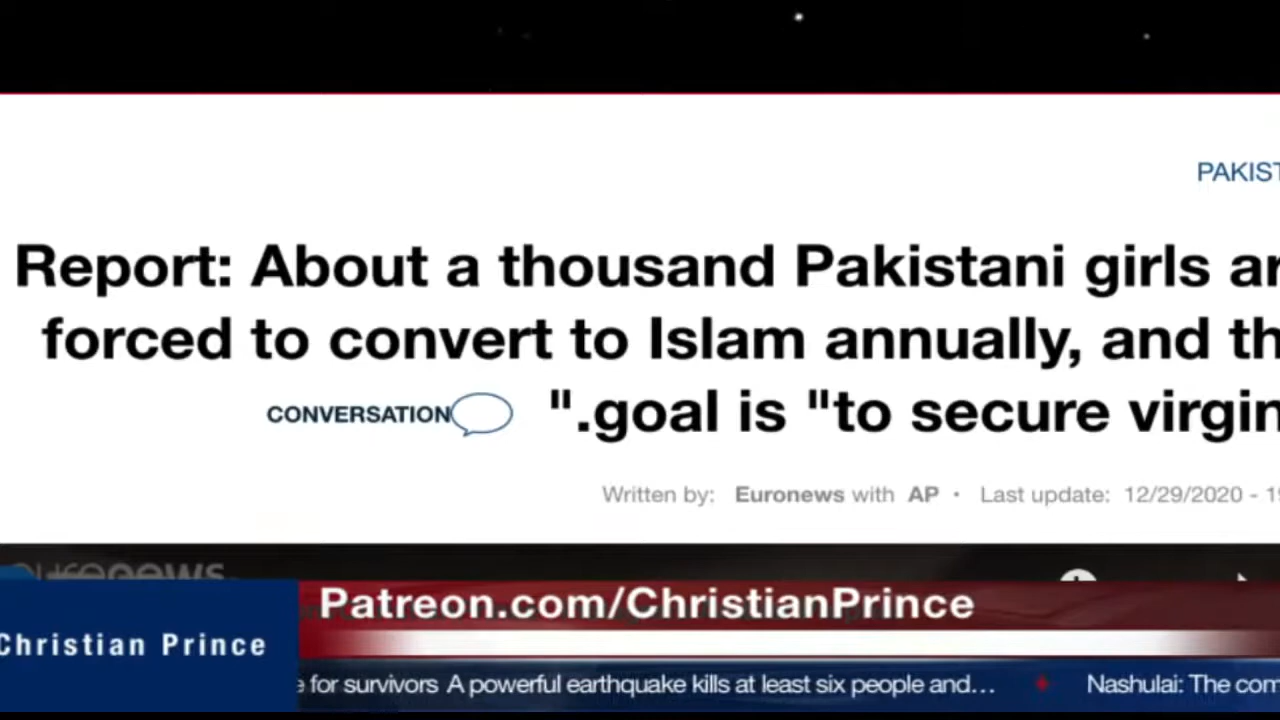 PAKIST
Report: About a thousand Pakistani girls ar
forced to convert to Islam annually, and th
CONVERSATION ".goal is "to secure virgin
Written by: Euronews with AP · Last update: 12/29/2020 - 19
euronews
Patreon.com/ChristianPrince
Christian Prince
e for survivors A powerful earthquake kills at least six people and... Nashulai: The com